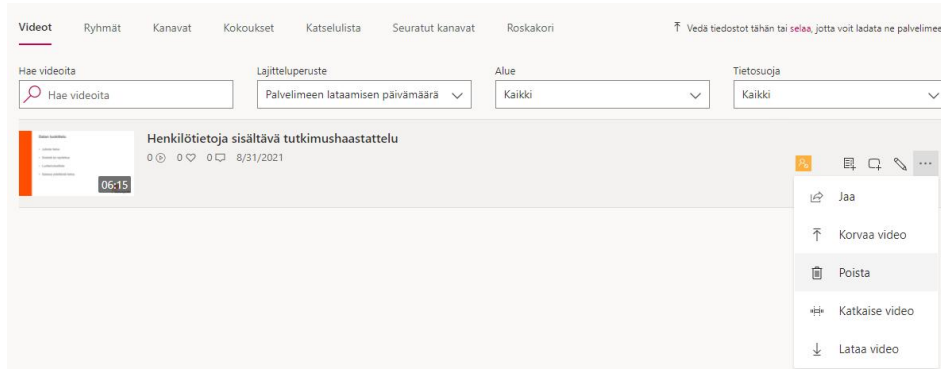 Videot Ryhmät Kanavat Kokoukset Katselulista Seuratut kanavat Roskakori Vedä tiedostot tähän tai selaa, jotta voit ladata ne palvelimee
Hae videoita Lajitteluperuste Alue Tietosuoja
Hae videoita Palvelimeen lataamisen päivämäärä Kaikki Kaikki
Henkilötietoja sisältävä tutkimushaastattelu
0 0 0 8/31/2021
06:15
Jaa
Korvaa video
Poista
Katkaise video
Lataa video